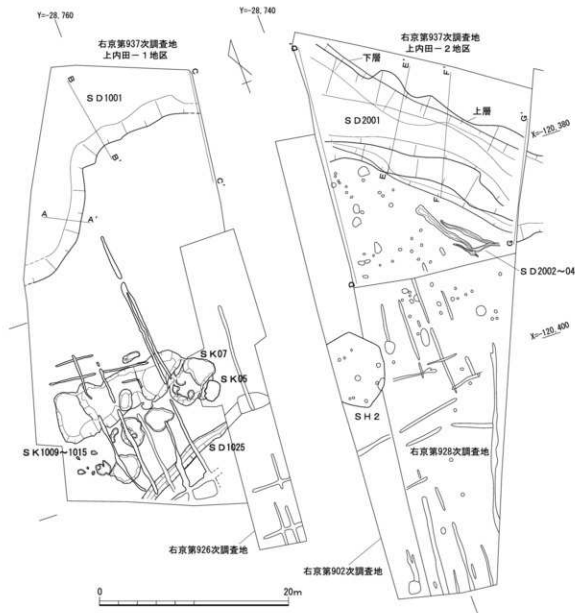 Y=-28,760
Y=-28,740
右京第937次調査地
上内田－1地区
右京第937次調査地
上内田－2地区
B
C
D'
下層
E'
F'
G'
SD1001
SD2001
上層
X=-120,380
B'
C'
E
F
A
A'
G
D
SD2002～04
X=-120,400
SK07
SK05
SH2
SK1009～1015
SD1025
右京第928次調査地
右京第926次調査地
右京第902次調査地
0
20m